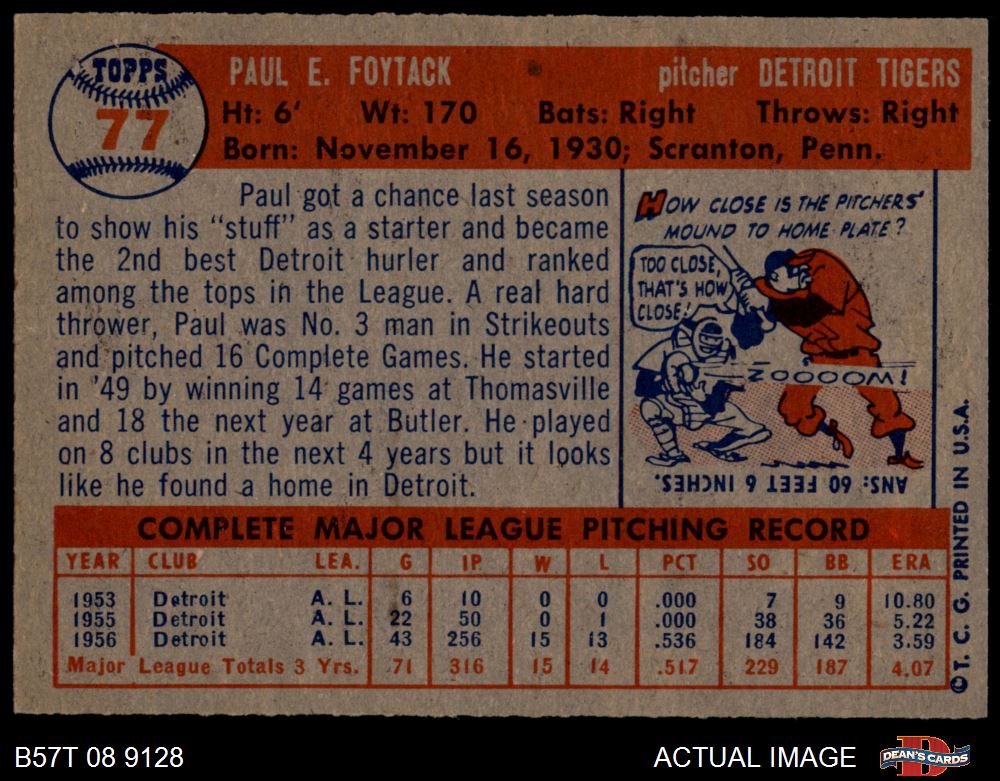 TOPPS
77
PAUL E. FOYTACK pitcher DETROIT TIGERS
Ht: 6' Wt: 170 Bats: Right Throws: Right
Born: November 16, 1930; Scranton, Penn.
Paul got a chance last season
to show his "stuff" as a starter and became
the 2nd best Detroit hurler and ranked
among the tops in the League. A real hard
thrower, Paul was No. 3 man in Strikeouts
and pitched 16 Complete Games. He started
in '49 by winning 14 games at Thomasville
and 18 the next year at Butler. He played
on 8 clubs in the next 4 years but it looks
like he found a home in Detroit.
HOW CLOSE IS THE PITCHERS'
MOUND TO HOME PLATE?
TOO CLOSE,
THAT'S HOW
CLOSE!
ZOOOOOM!
ANS: 60 FEET 6 INCHES.
COMPLETE MAJOR LEAGUE PITCHING RECORD
YEAR CLUB LEA. G IP W L PCT SO BB ERA
1953 Detroit A. L. 6 10 0 0 .000 7 9 10.80
1955 Detroit A. L. 22 50 0 1 .000 38 36 5.22
1956 Detroit A. L. 43 256 15 13 .536 184 142 3.59
Major League Totals 3 Yrs. 71 316 15 14 .517 229 187 4.07
© T. C. G. PRINTED IN U.S.A.
B57T 08 9128 ACTUAL IMAGE
DEAN'S CARDS